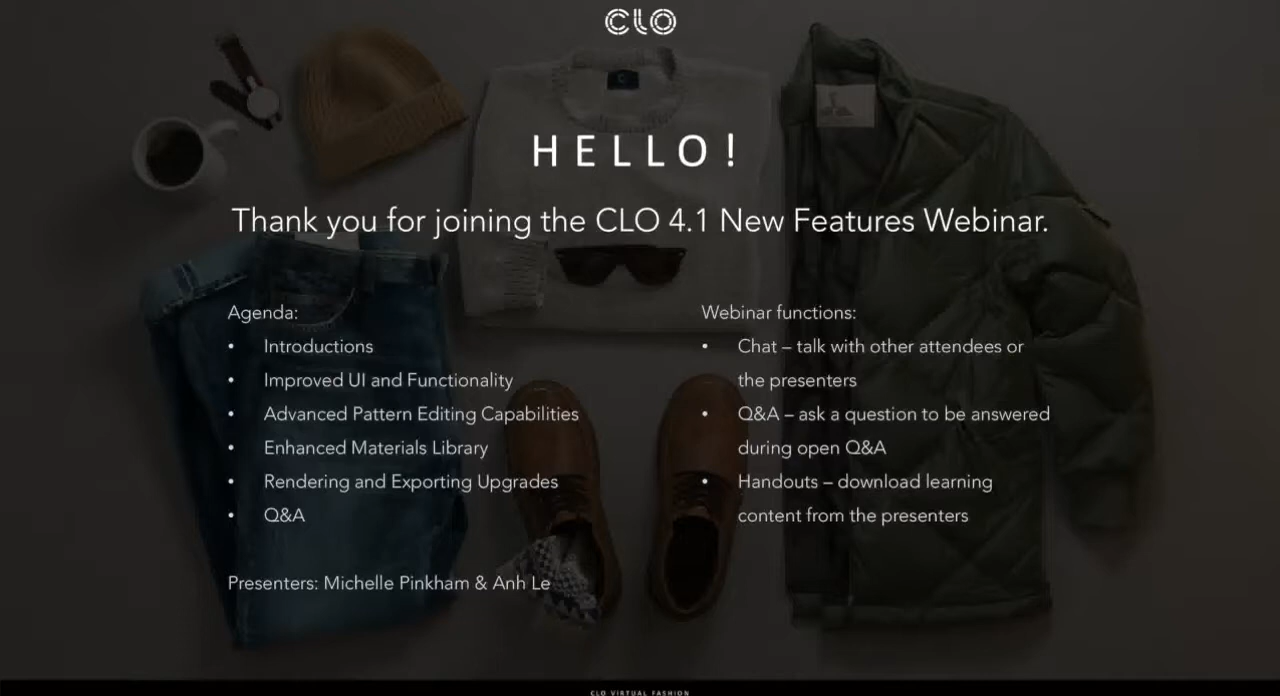 CLO
HELLO!
Thank you for joining the CLO 4.1 New Features Webinar.
Agenda:
• Introductions
• Improved UI and Functionality
• Advanced Pattern Editing Capabilities
• Enhanced Materials Library
• Rendering and Exporting Upgrades
• Q&A
Presenters: Michelle Pinkham & Anh Le
Webinar functions:
• Chat – talk with other attendees or
the presenters
• Q&A – ask a question to be answered
during open Q&A
• Handouts – download learning
content from the presenters
CLO VIRTUAL FASHION